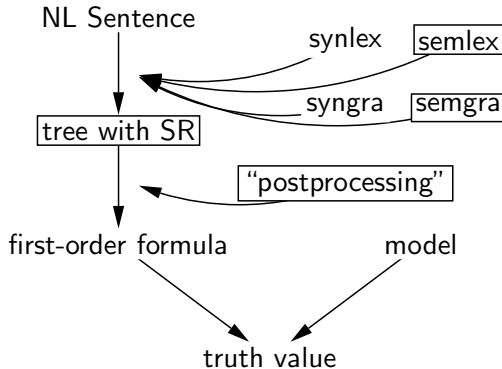 NL Sentence
synlex
semlex
syngra
semgra
tree with SR
“postprocessing”
first-order formula
model
truth value